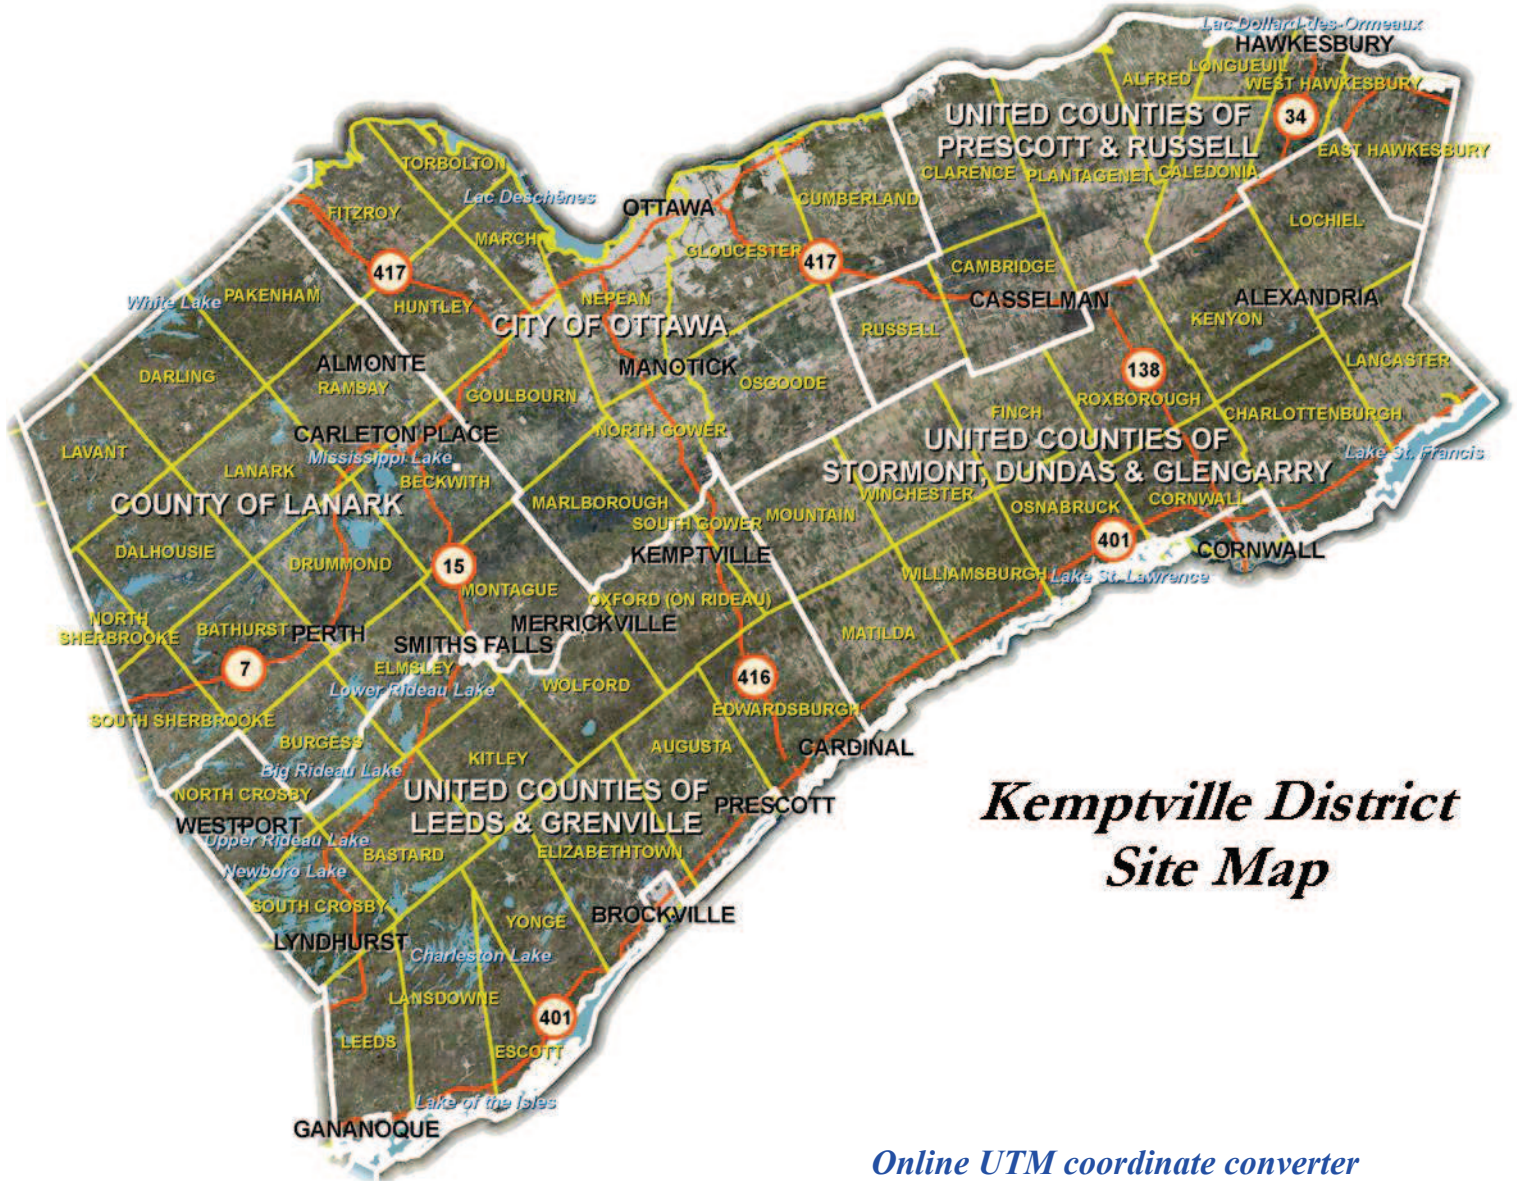 Lac Dollard-des-Ormeaux
HAWKESBURY
LONGUEUIL
ALFRED
WEST HAWKESBURY
UNITED COUNTIES OF
PRESCOTT & RUSSELL
34
EAST HAWKESBURY
TORBOLTON
CLARENCE
PLANTAGENET
CALEDONIA
Lac Deschênes
OTTAWA
CUMBERLAND
FITZROY
LOCHIEL
MARCH
GLOUCESTER
417
417
CAMBRIDGE
White Lake
PAKENHAM
HUNTLEY
NEPEAN
CASSELMAN
ALEXANDRIA
KENYON
CITY OF OTTAWA
RUSSELL
ALMONTE
MANOTICK
138
LANCASTER
DARLING
RAMSAY
GOULBOURN
OSGOODE
ROXBOROUGH
FINCH
CHARLOTTENBURGH
CARLETON PLACE
NORTH GOWER
UNITED COUNTIES OF
STORMONT, DUNDAS & GLENGARRY
LAVANT
Mississippi Lake
Lake St. Francis
LANARK
BECKWITH
COUNTY OF LANARK
MARLBOROUGH
WINCHESTER
CORNWALL
OSNABRUCK
SOUTH GOWER
MOUNTAIN
DALHOUSIE
KEMPTVILLE
401
CORNWALL
DRUMMOND
15
WILLIAMSBURGH
Lake St. Lawrence
MONTAGUE
OXFORD (ON RIDEAU)
NORTH
SHERBROOKE
BATHURST
PERTH
MERRICKVILLE
MATILDA
SMITHS FALLS
7
ELMSLEY
416
Lower Rideau Lake
WOLFORD
EDWARDSBURGH
SOUTH SHERBROOKE
BURGESS
KITLEY
AUGUSTA
CARDINAL
Big Rideau Lake
NORTH CROSBY
UNITED COUNTIES OF
LEEDS & GRENVILLE
PRESCOTT
Kemptville District
Site Map
WESTPORT
Upper Rideau Lake
BASTARD
ELIZABETHTOWN
Newboro Lake
SOUTH CROSBY
YONGE
BROCKVILLE
LYNDHURST
Charleston Lake
LANSDOWNE
401
LEEDS
ESCOTT
Lake of the Isles
GANANOQUE
Online UTM coordinate converter